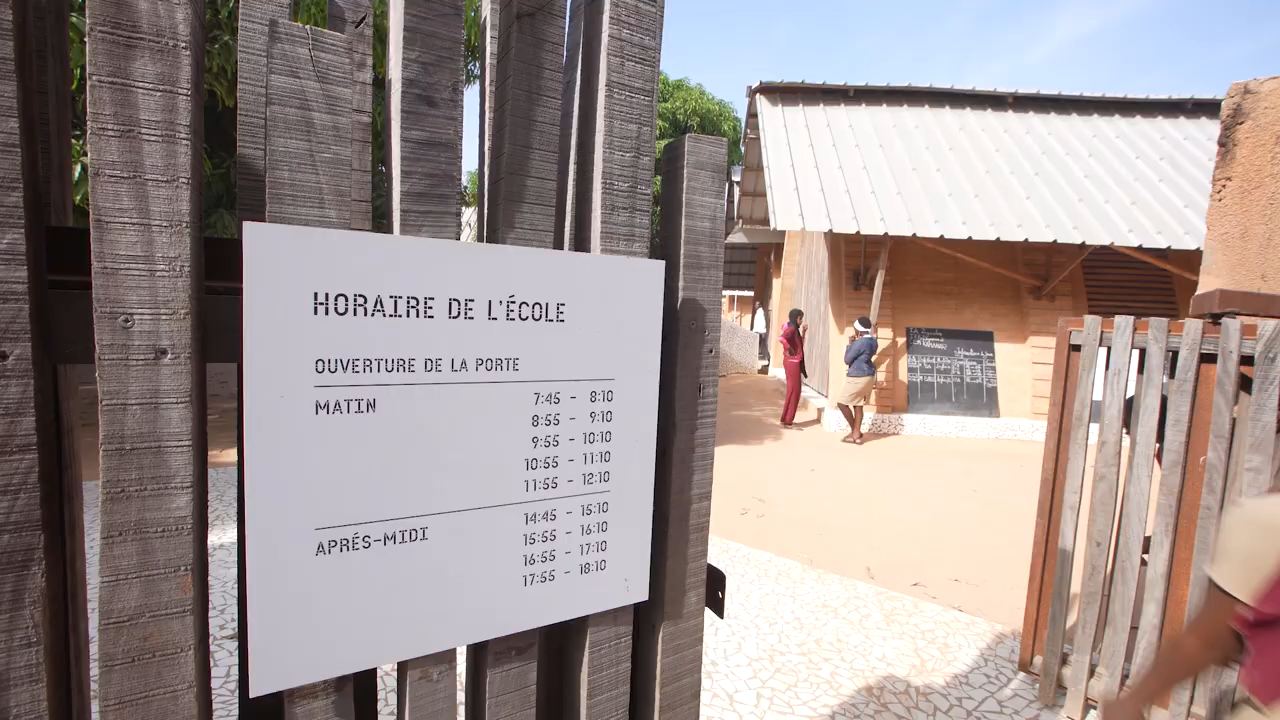 HORAIRE DE L'ÉCOLE
OUVERTURE DE LA PORTE
MATIN 7:45 - 8:10
8:55 - 9:10
9:55 - 10:10
10:55 - 11:10
11:55 - 12:10
APRÉS-MIDI 14:45 - 15:10
15:55 - 16:10
16:55 - 17:10
17:55 - 18:10